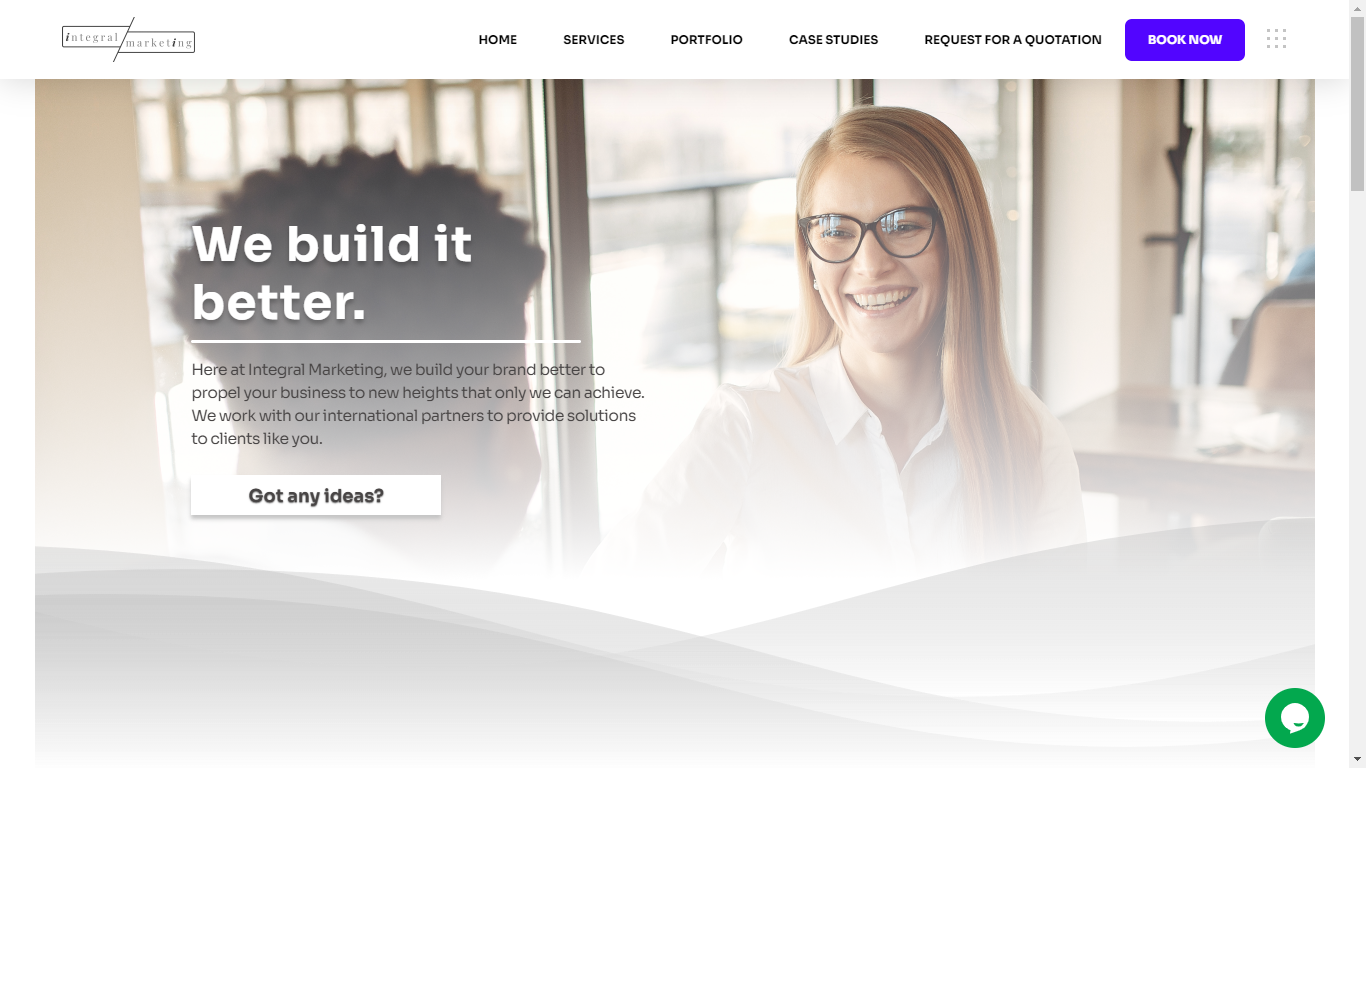 integral marketing
HOME
SERVICES
PORTFOLIO
CASE STUDIES
REQUEST FOR A QUOTATION
BOOK NOW
We build it
better.
Here at Integral Marketing, we build your brand better to
propel your business to new heights that only we can achieve.
We work with our international partners to provide solutions
to clients like you.
Got any ideas?